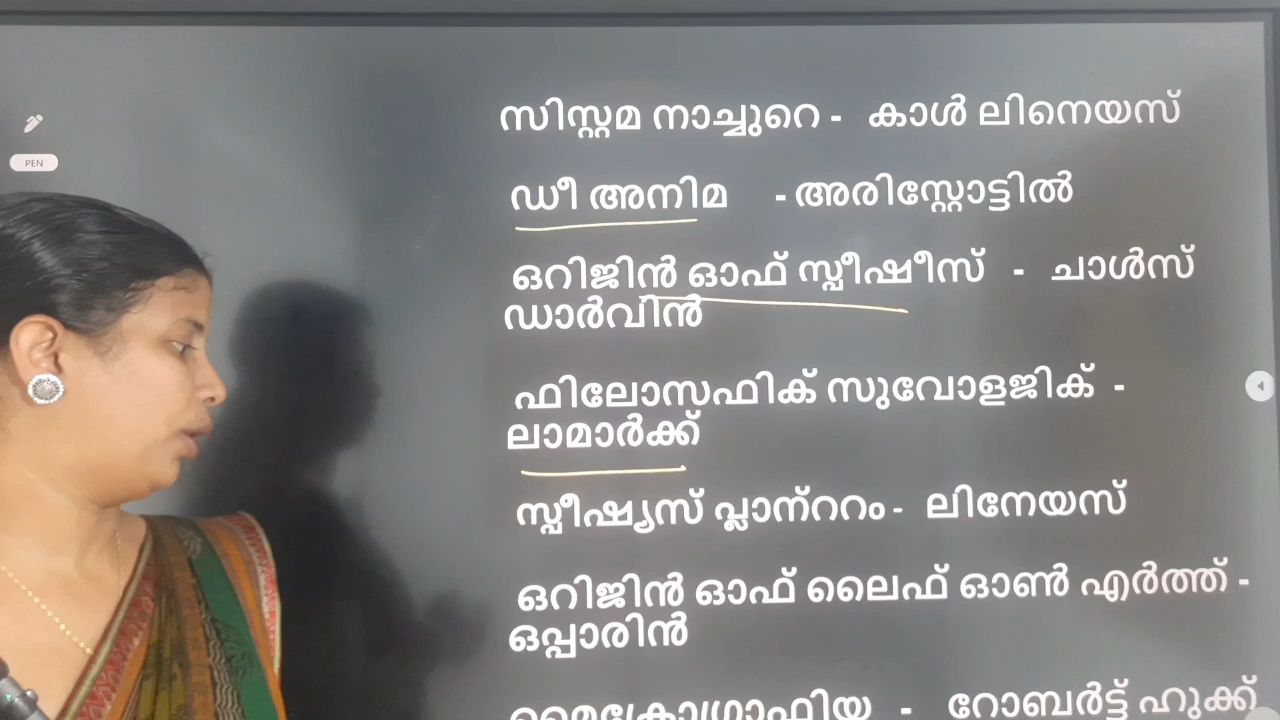 PEN
സിസ്റ്റമ നാച്ചുറെ - കാൾ ലിനെയസ്
ഡീ അനിമ - അരിസ്റ്റോട്ടിൽ
ഒറിജിൻ ഓഫ് സ്പീഷീസ് - ചാൾസ്
ഡാർവിൻ
ഫിലോസഫിക് സുവോളജിക് -
ലാമാർക്ക്
സ്പീഷ്യസ് പ്ലാന്ററം - ലിനേയസ്
ഒറിജിൻ ഓഫ് ലൈഫ് ഓൺ എർത്ത് -
ഒപ്പാരിൻ
മൈക്രോഗ്രാഫിയ - റോബർട്ട് ഹുക്ക്